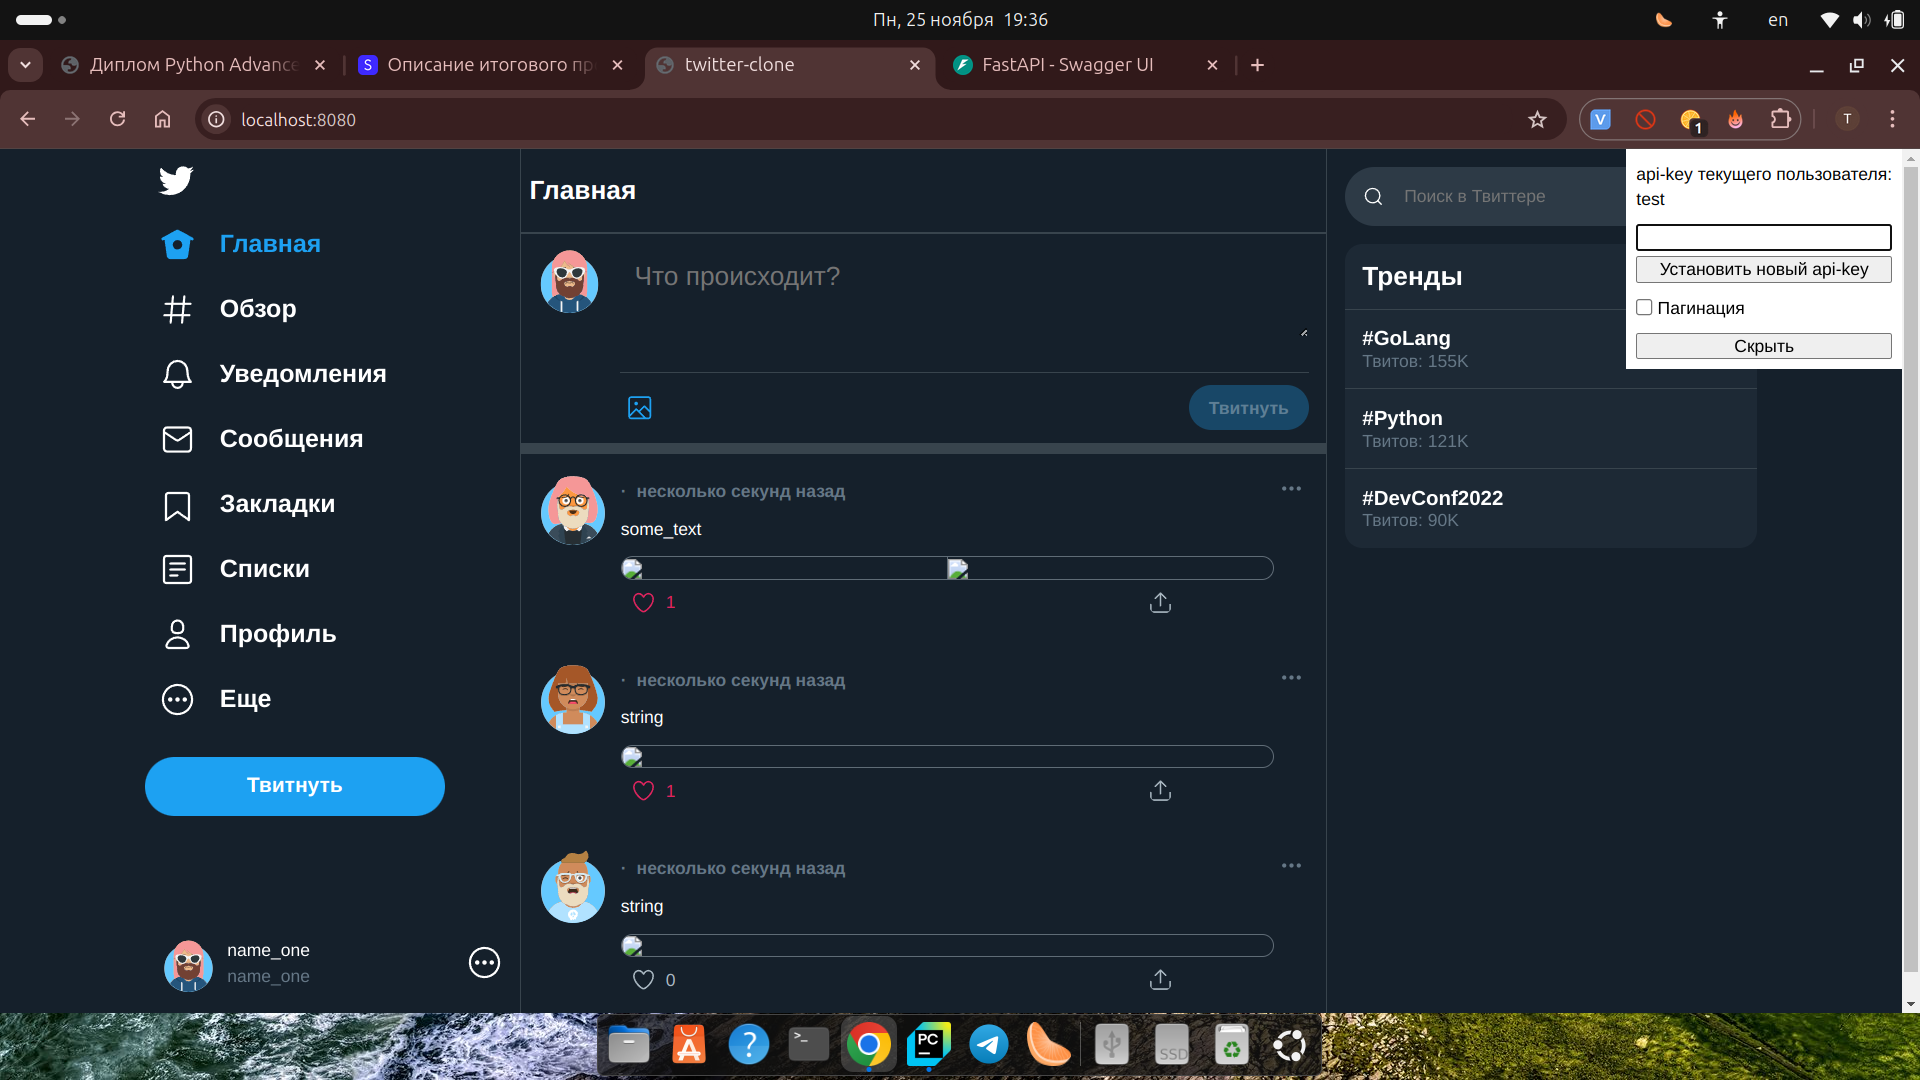 Пн, 25 ноября 19:36
en
Диплом Python Advance
S
Описание итогового пр
twitter-clone
FastAPI - Swagger UI
localhost:8080
V
1
T
Главная
Обзор
Уведомления
Сообщения
Закладки
Списки
Профиль
Еще
Твитнуть
name_one
name_one
Главная
Что происходит?
Твитнуть
· несколько секунд назад
some_text
1
· несколько секунд назад
string
1
· несколько секунд назад
string
0
Поиск в Твиттере
Тренды
#GoLang
Твитов: 155K
#Python
Твитов: 121K
#DevConf2022
Твитов: 90K
api-key текущего пользователя:
test
Установить новый api-key
Пагинация
Скрыть
?
>_
PC
SSD